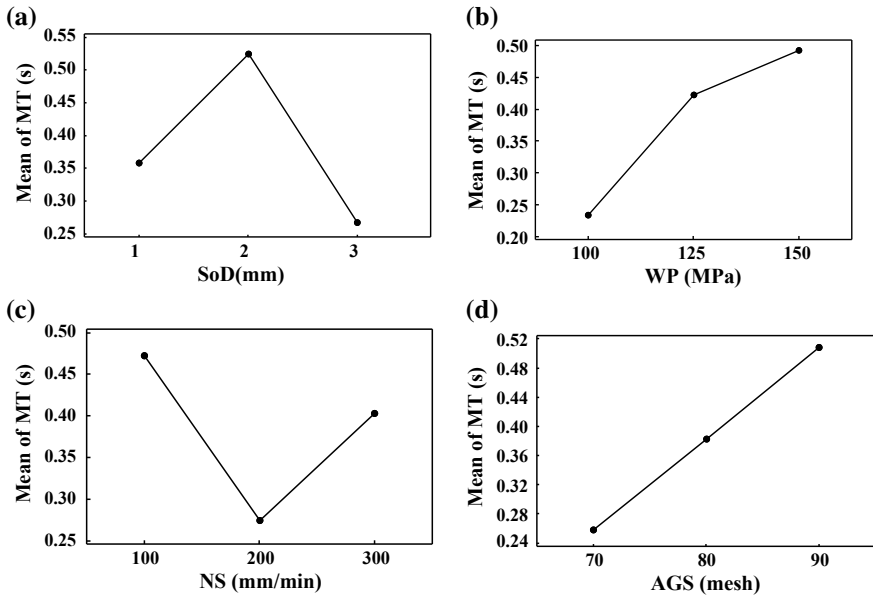 (a)
Mean of MT (s)
0.55
0.50
0.45
0.40
0.35
0.30
0.25
1 2 3
SoD(mm)
(b)
Mean of MT (s)
0.50
0.45
0.40
0.35
0.30
0.25
0.20
100 125 150
WP (MPa)
(c)
Mean of MT (s)
0.50
0.45
0.40
0.35
0.30
0.25
100 200 300
NS (mm/min)
(d)
Mean of MT (s)
0.52
0.48
0.44
0.40
0.36
0.32
0.28
0.24
70 80 90
AGS (mesh)